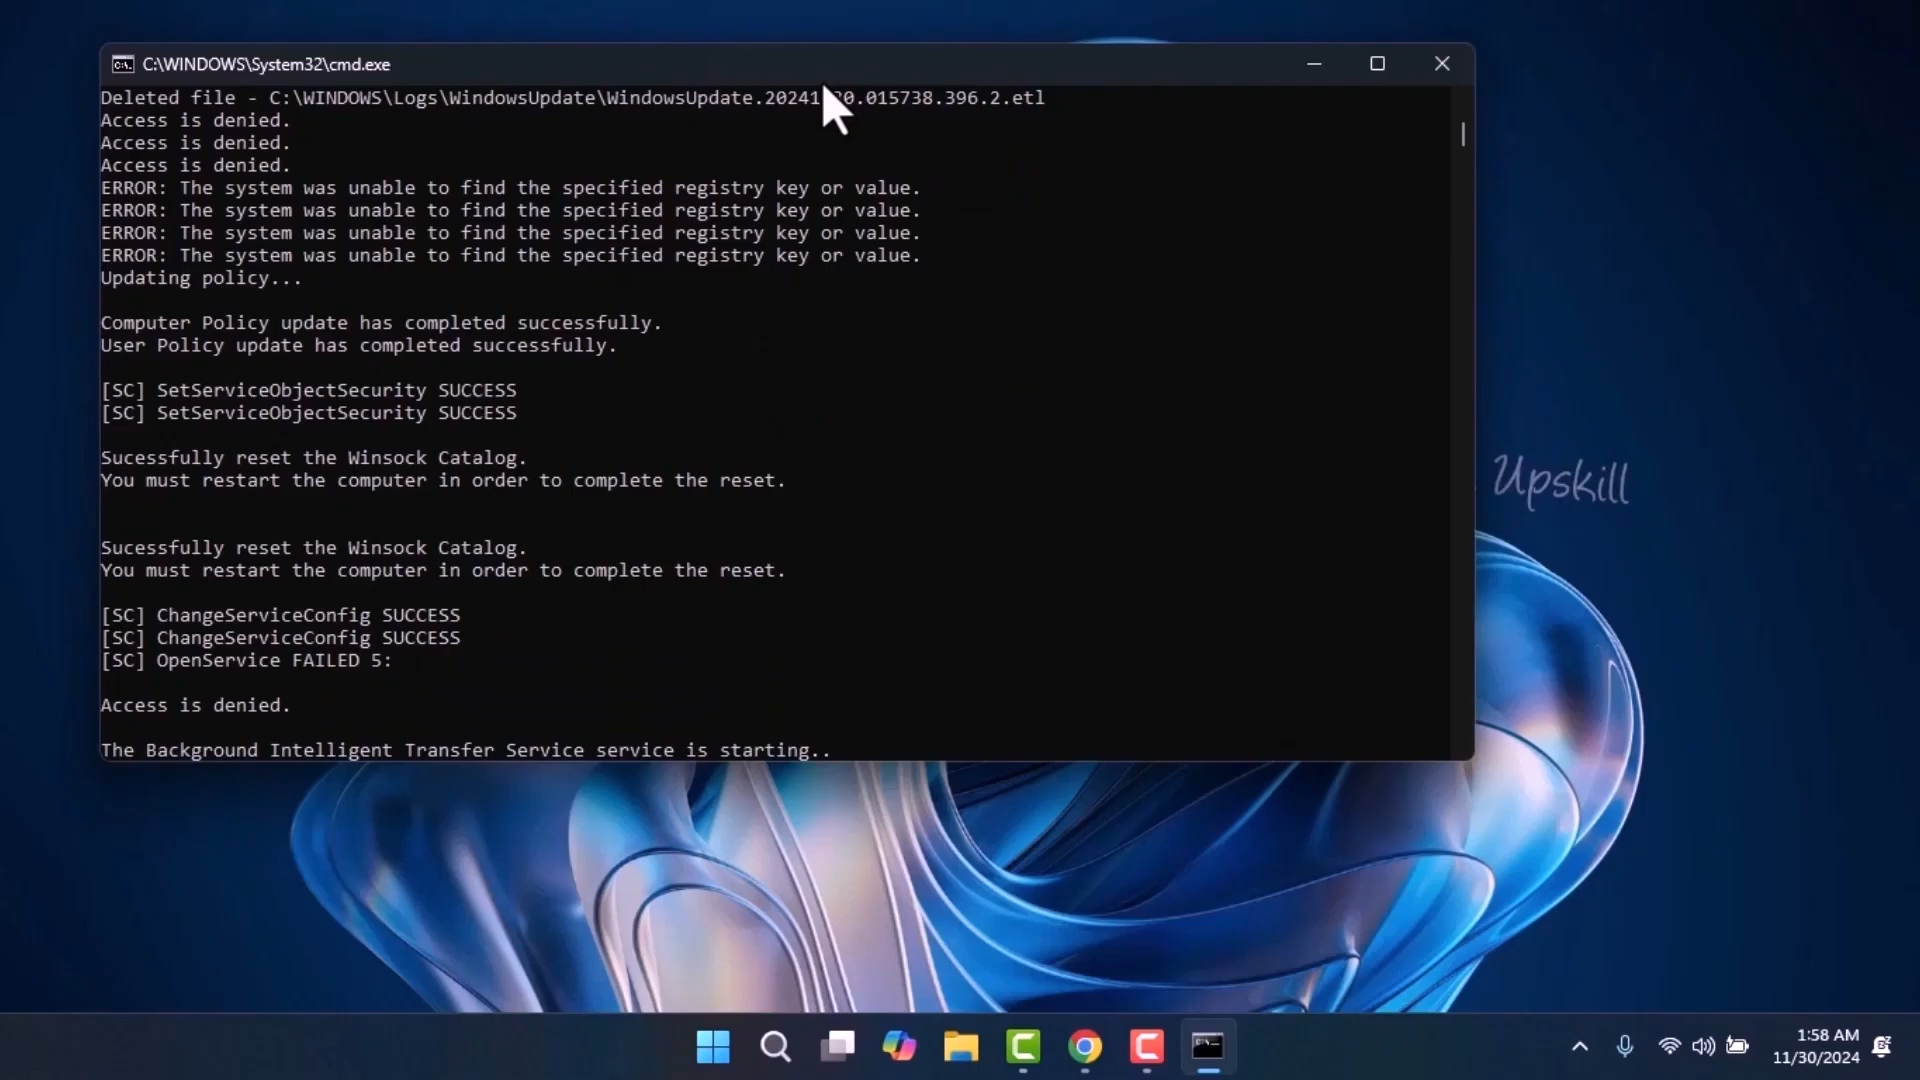 C:\WINDOWS\System32\cmd.exe
Deleted file - C:\WINDOWS\Logs\WindowsUpdate\WindowsUpdate.20241 0.015738.396.2.etl
Access is denied.
Access is denied.
Access is denied.
ERROR: The system was unable to find the specified registry key or value.
ERROR: The system was unable to find the specified registry key or value.
ERROR: The system was unable to find the specified registry key or value.
ERROR: The system was unable to find the specified registry key or value.
Updating policy...
Computer Policy update has completed successfully.
User Policy update has completed successfully.
[SC] SetServiceObjectSecurity SUCCESS
[SC] SetServiceObjectSecurity SUCCESS
Sucessfully reset the Winsock Catalog.
You must restart the computer in order to complete the reset.
Sucessfully reset the Winsock Catalog.
You must restart the computer in order to complete the reset.
[SC] ChangeServiceConfig SUCCESS
[SC] ChangeServiceConfig SUCCESS
[SC] OpenService FAILED 5:
Access is denied.
The Background Intelligent Transfer Service service is starting..
Upskill
1:58 AM
11/30/2024